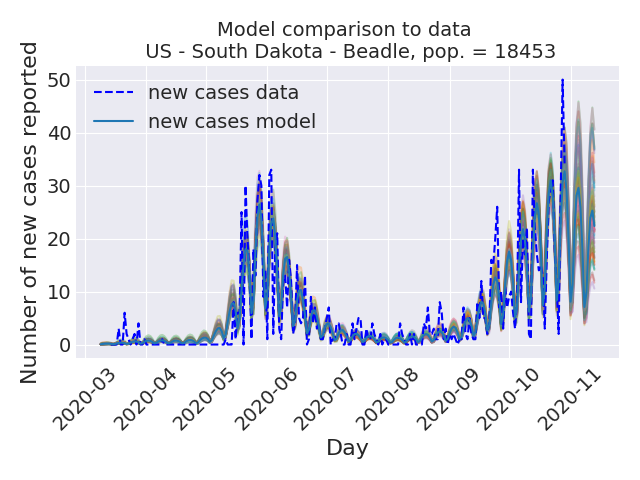 Model comparison to data
US - South Dakota - Beadle, pop. = 18453
Number of new cases reported
50
40
30
20
10
0
new cases data
new cases model
2020-03
2020-04
2020-05
2020-06
2020-07
2020-08
2020-09
2020-10
2020-11
Day